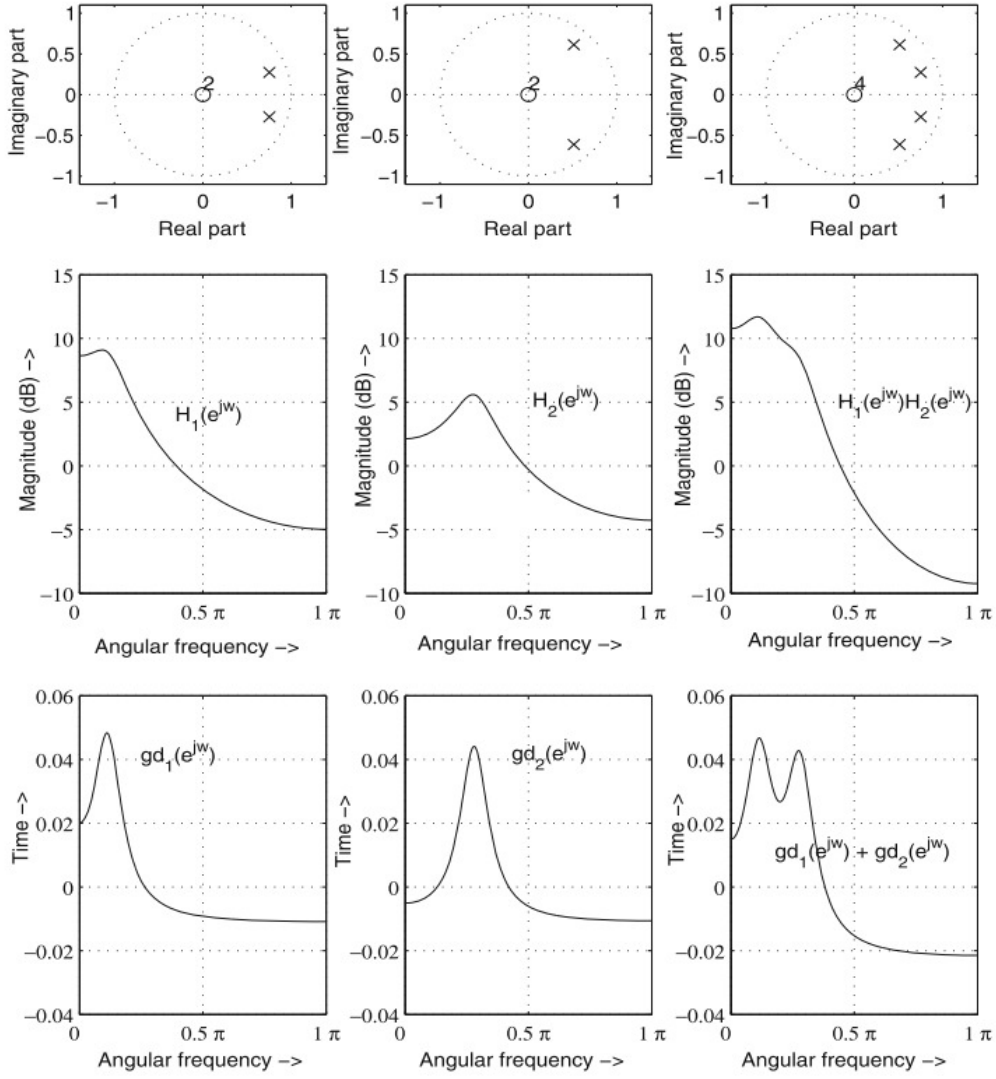 1
0.5
0
−0.5
−1
Imaginary part
2
−1
0
1
Real part
1
0.5
0
−0.5
−1
Imaginary part
2
−1
0
1
Real part
1
0.5
0
−0.5
−1
Imaginary part
4
−1
0
1
Real part
15
10
5
0
−5
−10
Magnitude (dB) −>
H1(e^jw)
0
0.5 π
1 π
Angular frequency −>
15
10
5
0
−5
−10
Magnitude (dB) −>
H2(e^jw)
0
0.5 π
1 π
Angular frequency −>
15
10
5
0
−5
−10
Magnitude (dB) −>
H1(e^jw)H2(e^jw)
0
0.5 π
1 π
Angular frequency −>
0.06
0.04
0.02
0
−0.02
−0.04
Time −>
gd1(e^jw)
0
0.5 π
1 π
Angular frequency −>
0.06
0.04
0.02
0
−0.02
−0.04
Time −>
gd2(e^jw)
0
0.5 π
1 π
Angular frequency −>
0.06
0.04
0.02
0
−0.02
−0.04
Time −>
gd1(e^jw) + gd2(e^jw)
0
0.5 π
1 π
Angular frequency −>